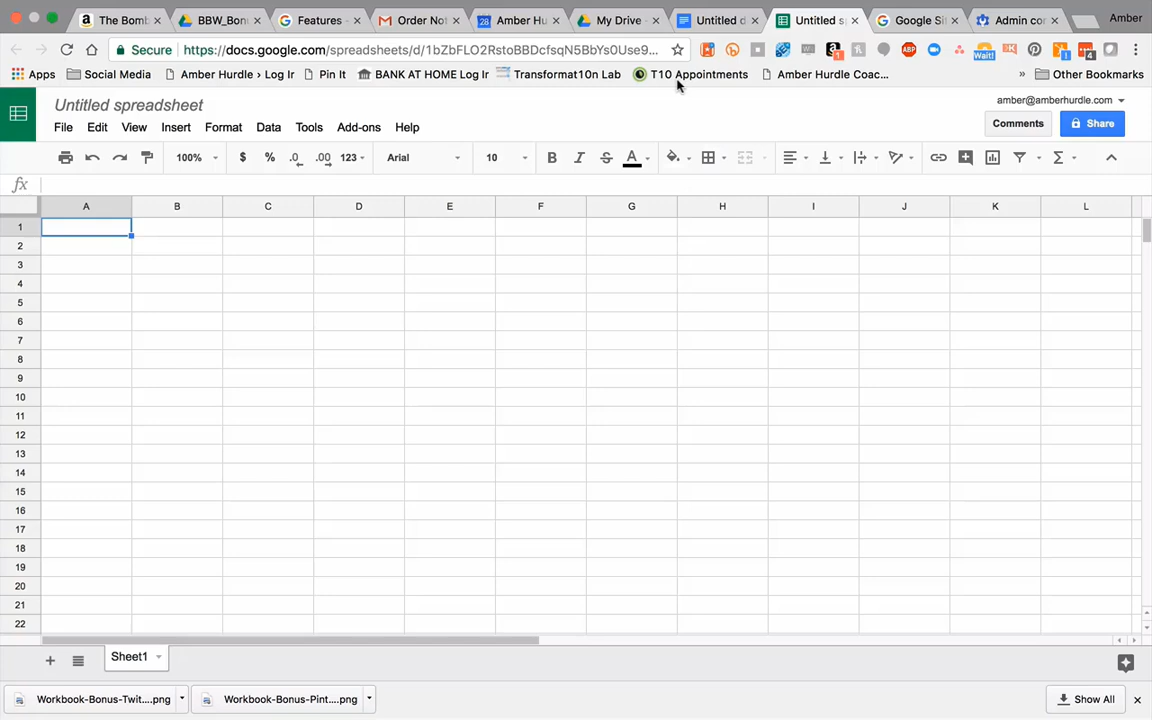 The Bomb BBW_Bonu Features - Order Not 28 Amber Hu My Drive - Untitled d Untitled s Google Sit Admin cor Amber
Secure https://docs.google.com/spreadsheets/d/1bZbFLO2RstoBBDcfsqN5BbYs0Use9...
Apps Social Media Amber Hurdle › Log Ir Pin It BANK AT HOME Log Ir Transformat10n Lab T10 Appointments Amber Hurdle Coac... » Other Bookmarks
Untitled spreadsheet amber@amberhurdle.com
File Edit View Insert Format Data Tools Add-ons Help Comments Share
100% $ % .0 .00 123 Arial 10 B I S A Σ
fx
A B C D E F G H I J K L
1
2
3
4
5
6
7
8
9
10
11
12
13
14
15
16
17
18
19
20
21
22
+ Sheet1
Workbook-Bonus-Twit....png Workbook-Bonus-Pint....png Show All